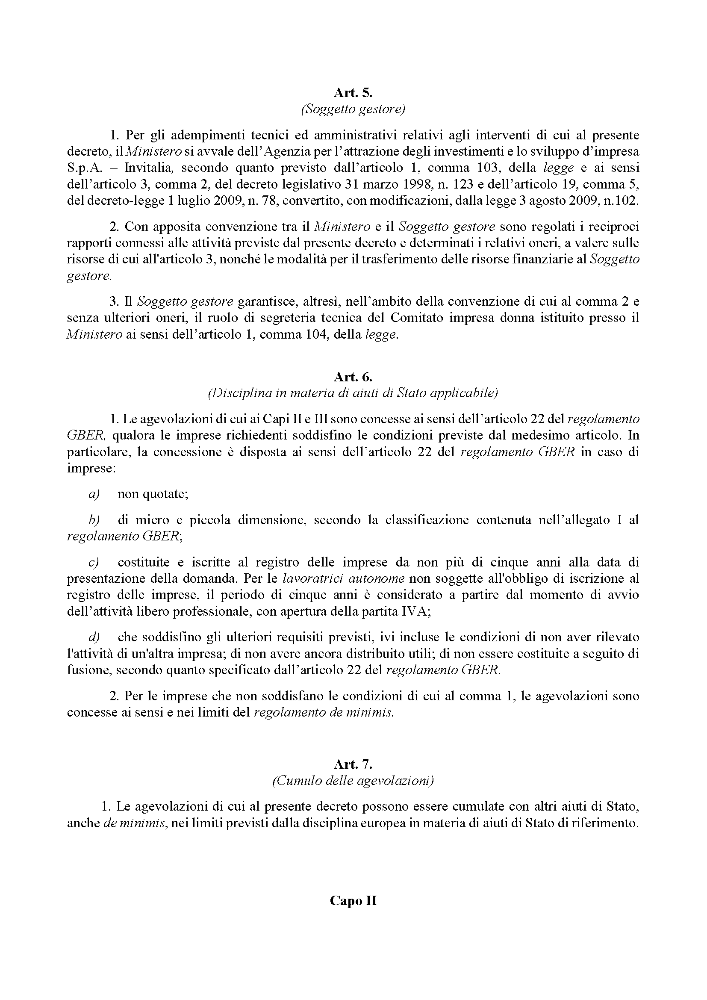 Art. 5.
(Soggetto gestore)
1. Per gli adempimenti tecnici ed amministrativi relativi agli interventi di cui al presente
decreto, il Ministero si avvale dell’Agenzia per l’attrazione degli investimenti e lo sviluppo d’impresa
S.p.A. – Invitalia, secondo quanto previsto dall’articolo 1, comma 103, della legge e ai sensi
dell’articolo 3, comma 2, del decreto legislativo 31 marzo 1998, n. 123 e dell’articolo 19, comma 5,
del decreto-legge 1 luglio 2009, n. 78, convertito, con modificazioni, dalla legge 3 agosto 2009, n.102.
2. Con apposita convenzione tra il Ministero e il Soggetto gestore sono regolati i reciproci
rapporti connessi alle attività previste dal presente decreto e determinati i relativi oneri, a valere sulle
risorse di cui all'articolo 3, nonché le modalità per il trasferimento delle risorse finanziarie al Soggetto
gestore.
3. Il Soggetto gestore garantisce, altresì, nell’ambito della convenzione di cui al comma 2 e
senza ulteriori oneri, il ruolo di segreteria tecnica del Comitato impresa donna istituito presso il
Ministero ai sensi dell’articolo 1, comma 104, della legge.
Art. 6.
(Disciplina in materia di aiuti di Stato applicabile)
1. Le agevolazioni di cui ai Capi II e III sono concesse ai sensi dell’articolo 22 del regolamento
GBER, qualora le imprese richiedenti soddisfino le condizioni previste dal medesimo articolo. In
particolare, la concessione è disposta ai sensi dell’articolo 22 del regolamento GBER in caso di
imprese:
a) non quotate;
b) di micro e piccola dimensione, secondo la classificazione contenuta nell’allegato I al
regolamento GBER;
c) costituite e iscritte al registro delle imprese da non più di cinque anni alla data di
presentazione della domanda. Per le lavoratrici autonome non soggette all'obbligo di iscrizione al
registro delle imprese, il periodo di cinque anni è considerato a partire dal momento di avvio
dell’attività libero professionale, con apertura della partita IVA;
d) che soddisfino gli ulteriori requisiti previsti, ivi incluse le condizioni di non aver rilevato
l'attività di un'altra impresa; di non avere ancora distribuito utili; di non essere costituite a seguito di
fusione, secondo quanto specificato dall’articolo 22 del regolamento GBER.
2. Per le imprese che non soddisfano le condizioni di cui al comma 1, le agevolazioni sono
concesse ai sensi e nei limiti del regolamento de minimis.
Art. 7.
(Cumulo delle agevolazioni)
1. Le agevolazioni di cui al presente decreto possono essere cumulate con altri aiuti di Stato,
anche de minimis, nei limiti previsti dalla disciplina europea in materia di aiuti di Stato di riferimento.
Capo II